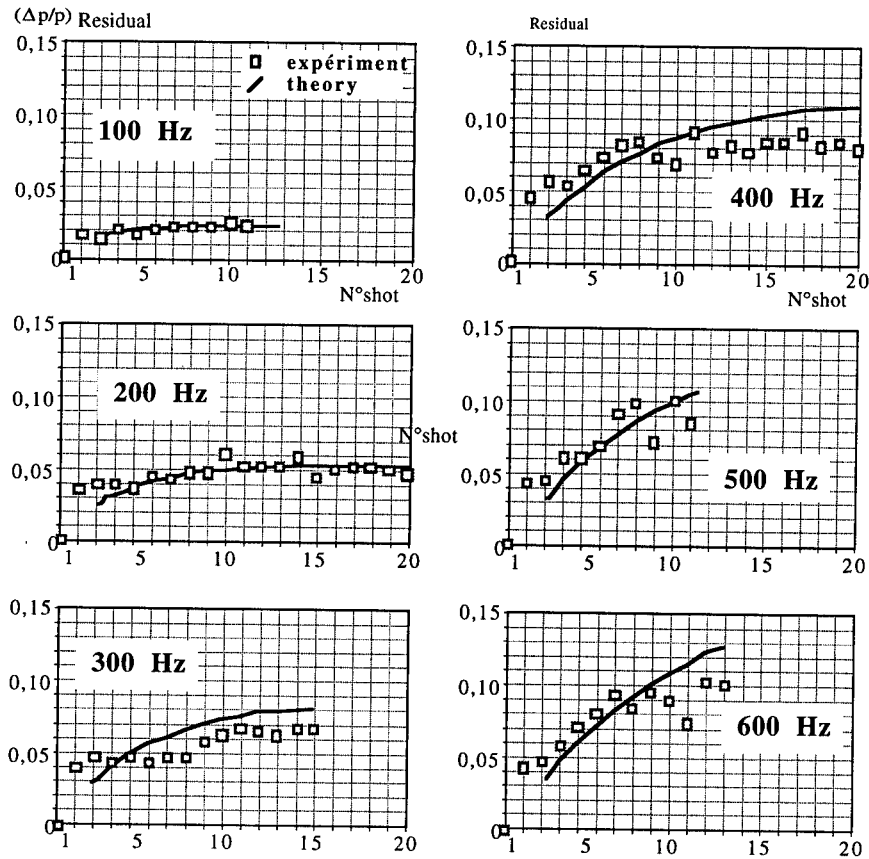 (Δp/p) Residual
0,15
0,10
0,05
0
expériment
theory
100 Hz
1 5 10 15 20
N°shot
Residual
0,15
0,10
0,05
0
400 Hz
1 5 10 15 20
N°shot
0,15
0,10
0,05
0
200 Hz
N°shot
1 5 10 15 20
0,15
0,10
0,05
0
500 Hz
1 5 10 15 20
0,15
0,10
0,05
0
300 Hz
1 5 10 15 20
0,15
0,10
0,05
0
600 Hz
1 5 10 15 20